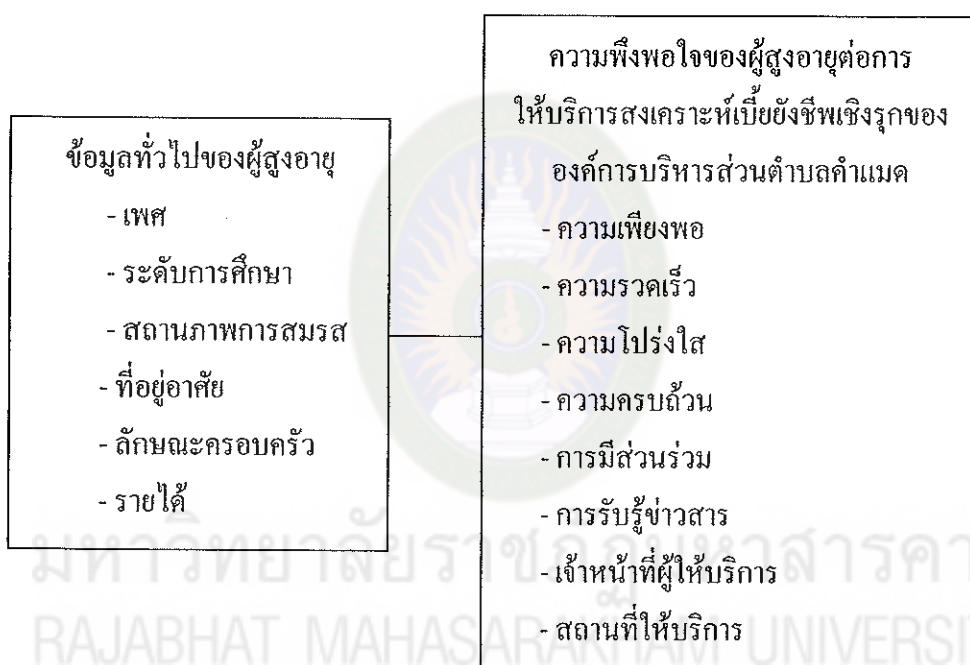 ข้อมูลทั่วไปของผู้สูงอายุ
- เพศ
- ระดับการศึกษา
- สถานภาพการสมรส
- ที่อยู่อาศัย
- ลักษณะครอบครัว
- รายได้
ความพึงพอใจของผู้สูงอายุต่อการ
ให้บริการสงเคราะห์เบี้ยยังชีพเชิงรุกของ
องค์การบริหารส่วนตำบลคำแมด
- ความเพียงพอ
- ความรวดเร็ว
- ความโปร่งใส
- ความครบถ้วน
- การมีส่วนร่วม
- การรับรู้ข่าวสาร
- เจ้าหน้าที่ผู้ให้บริการ
- สถานที่ให้บริการ
มหาวิทยาลัยราชภัฏมหาสารคา
RAJABHAT MAHASARAKHAM UNIVERSI